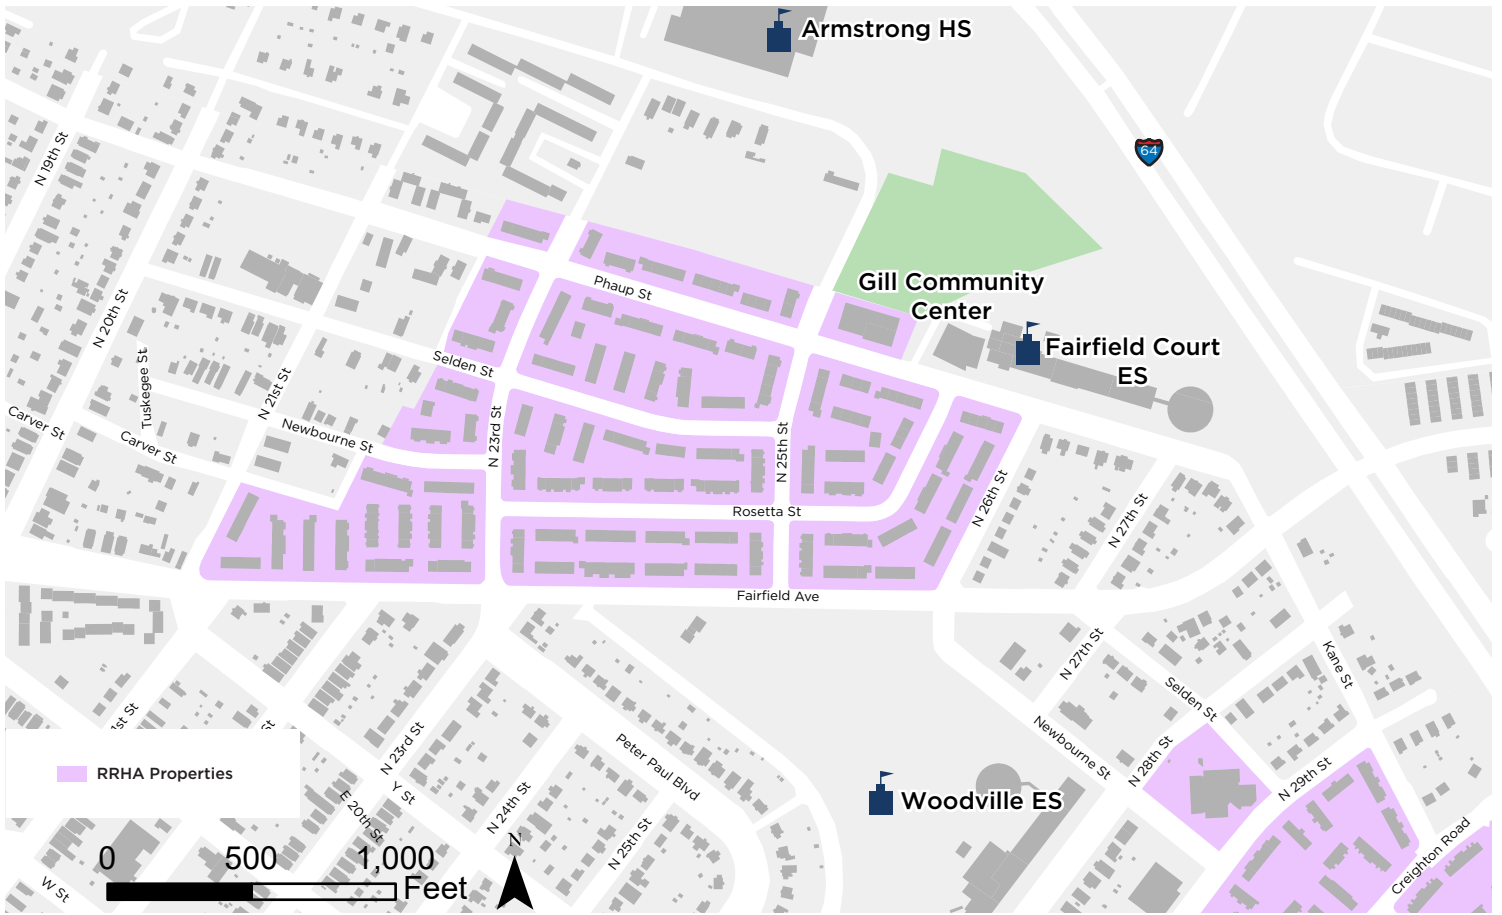 Armstrong HS
64
N 19th St
Gill Community
Center
Phaup St
N 20th St
Fairfield Court
ES
Selden St
Tuskegee St
N 21st St
Carver St
Carver St
Newbourne St
N 23rd St
N 25th St
N 26th St
N 27th St
Rosetta St
Fairfield Ave
N 27th St
Kane St
Selden St
1st St
St
N 23rd St
Newbourne St
N 28th St
N 29th St
Peter Paul Blvd
RRHA Properties
Y St
E 20th St
N 24th St
N 25th St
Woodville ES
Creighton Road
W St
N
0 500 1,000
Feet